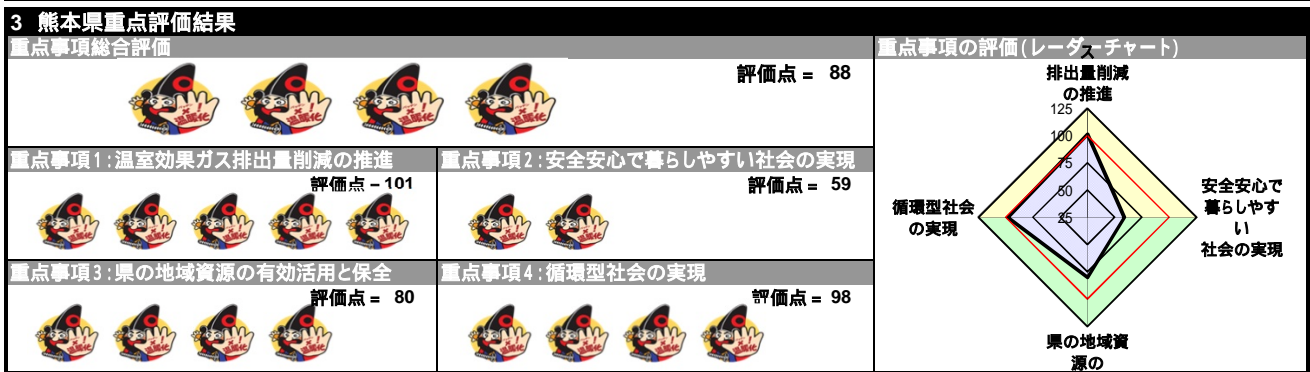 3 熊本県重点評価結果
重点事項総合評価
評価点 = 88
重点事項の評価(レーダーチャート)
ス
排出量削減
の推進
125
100
75
50
25
安全安心で
暮らしやす
い
社会の実現
循環型社会
の実現
県の地域資
源の
重点事項1:温室効果ガス排出量削減の推進
評価点 = 101
重点事項2:安全安心で暮らしやすい社会の実現
評価点 = 59
重点事項3:県の地域資源の有効活用と保全
評価点 = 80
重点事項4:循環型社会の実現
評価点 = 98